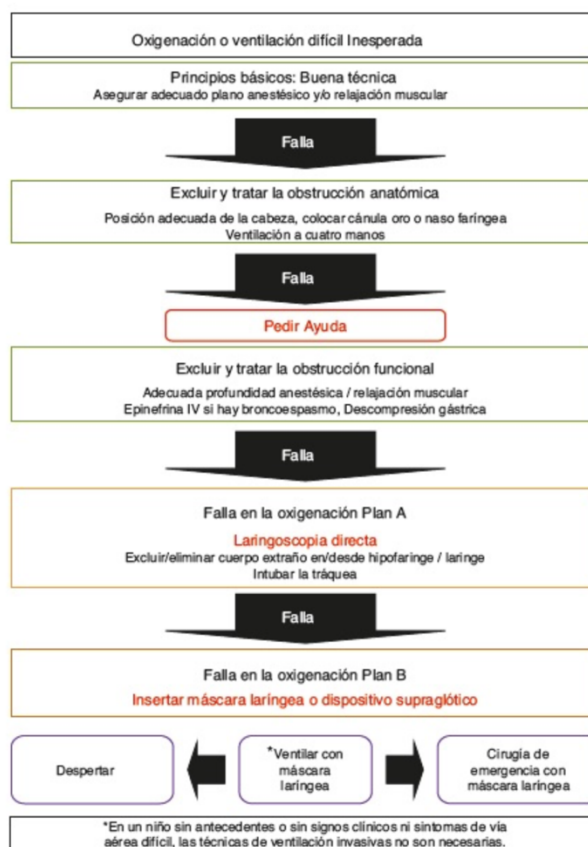 Oxigenación o ventilación difícil Inesperada
Principios básicos: Buena técnica
Asegurar adecuado plano anestésico y/o relajación muscular
Falla
Excluir y tratar la obstrucción anatómica
Posición adecuada de la cabeza, colocar cánula oro o naso faríngea
Ventilación a cuatro manos
Falla
Pedir Ayuda
Excluir y tratar la obstrucción funcional
Adecuada profundidad anestésica / relajación muscular
Epinefrina IV si hay broncoespasmo, Descompresión gástrica
Falla
Falla en la oxigenación Plan A
Laringoscopia directa
Excluir/eliminar cuerpo extraño en/desde hipofaringe / laringe
Intubar la tráquea
Falla
Falla en la oxigenación Plan B
Insertar máscara laríngea o dispositivo supraglótico
Despertar
*Ventilar con
máscara
laríngea
Cirugía de
emergencia con
máscara laríngea
*En un niño sin antecedentes o sin signos clínicos ni sintomas de vía
aérea difícil, las técnicas de ventilación invasivas no son necesarias.